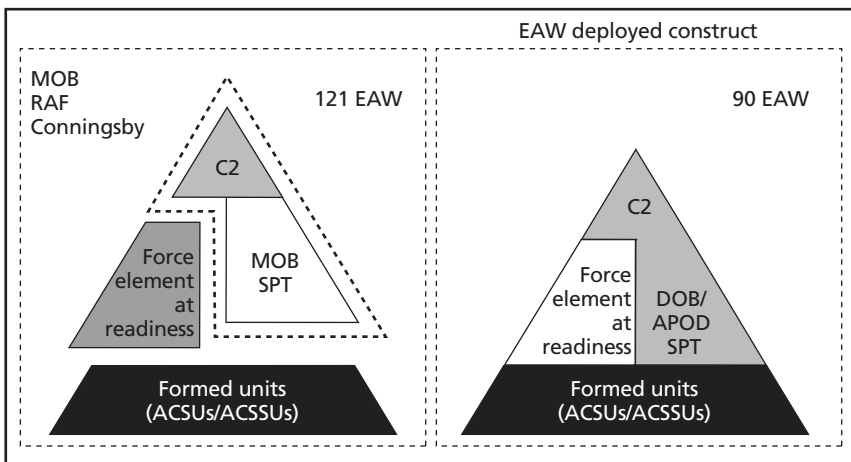 EAW deployed construct
MOB
RAF
Conningsby
121 EAW
C2
Force
element
at
readiness
MOB
SPT
Formed units
(ACSUs/ACSSUs)
90 EAW
C2
Force
element
at
readiness
DOB/
APOD
SPT
Formed units
(ACSUs/ACSSUs)